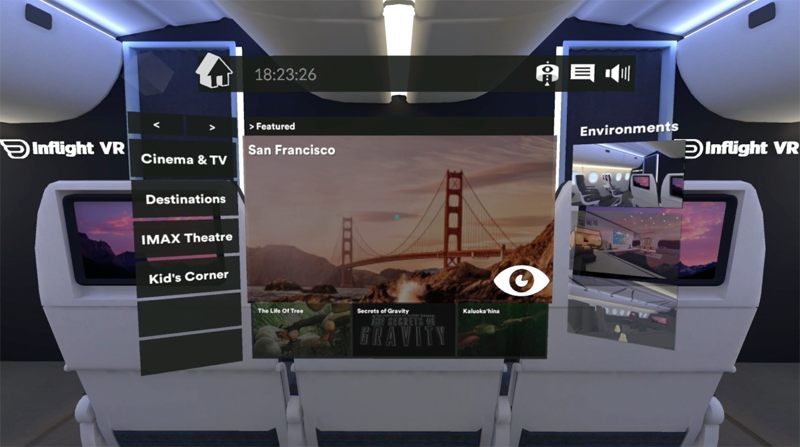 18:23:26
< >
> Featured
Environments
Inflight VR
Inflight VR
Cinema & TV
San Francisco
Destinations
IMAX Theatre
Kid's Corner
The Life Of Tree
Secrets of Gravity
Kaluoka'hina
THE SECRETS OF
GRAVITY